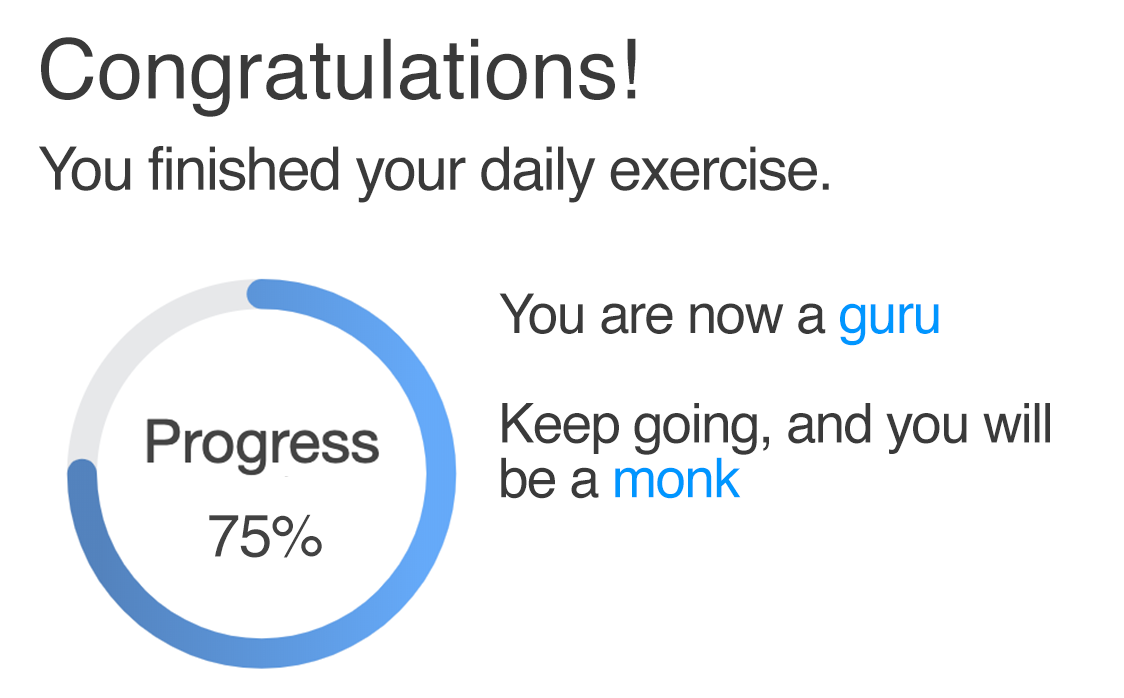 Congratulations!
You finished your daily exercise.
Progress
75%
You are now a guru
Keep going, and you will
be a monk